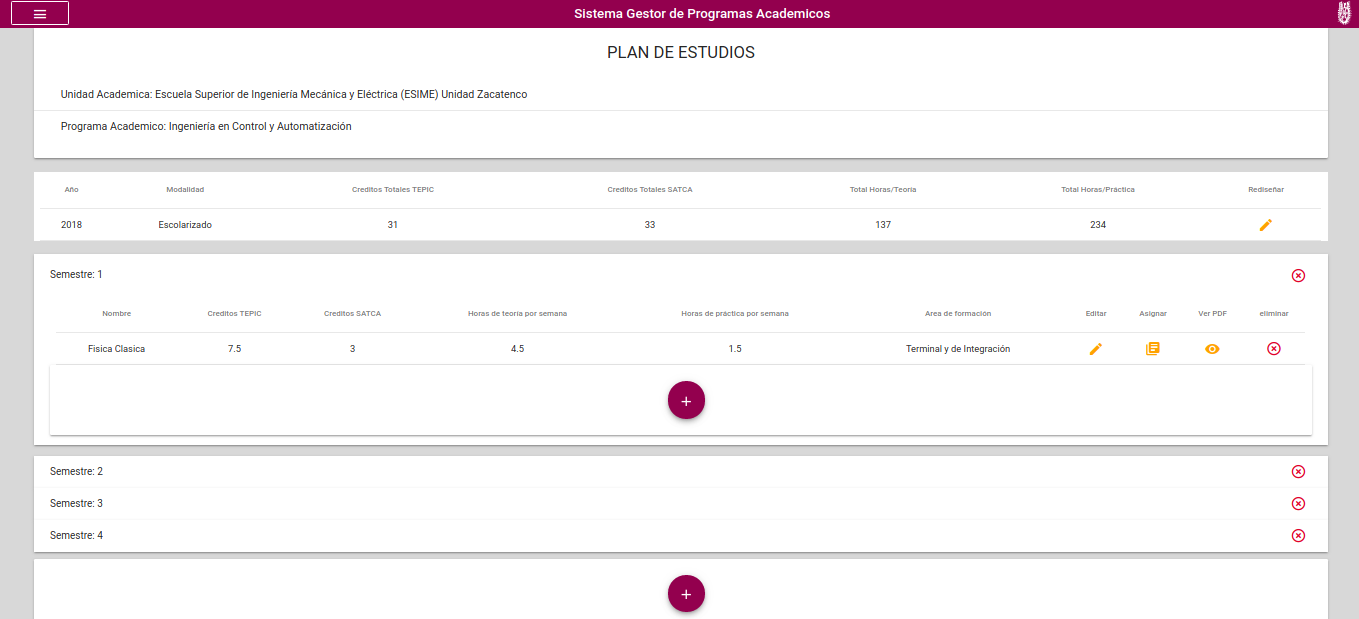 Sistema Gestor de Programas Academicos
PLAN DE ESTUDIOS
Unidad Academica: Escuela Superior de Ingeniería Mecánica y Eléctrica (ESIME) Unidad Zacatenco
Programa Academico: Ingeniería en Control y Automatización
Año Modalidad Creditos Totales TEPIC Creditos Totales SATCA Total Horas/Teoría Total Horas/Práctica Rediseñar
2018 Escolarizado 31 33 137 234
Semestre: 1
Nombre Creditos TEPIC Creditos SATCA Horas de teoría por semana Horas de práctica por semana Area de formación Editar Asignar Ver PDF eliminar
Fisica Clasica 7.5 3 4.5 1.5 Terminal y de Integración
+
Semestre: 2
Semestre: 3
Semestre: 4
+